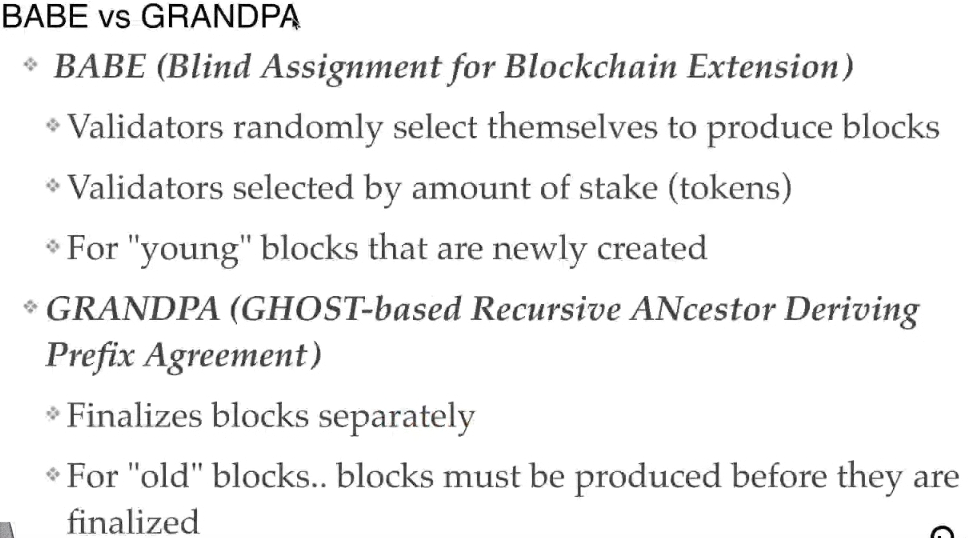 BABE vs GRANDPA
BABE (Blind Assignment for Blockchain Extension)
Validators randomly select themselves to produce blocks
Validators selected by amount of stake (tokens)
For "young" blocks that are newly created
GRANDPA (GHOST-based Recursive ANcestor Deriving
Prefix Agreement)
Finalizes blocks separately
For "old" blocks.. blocks must be produced before they are
finalized